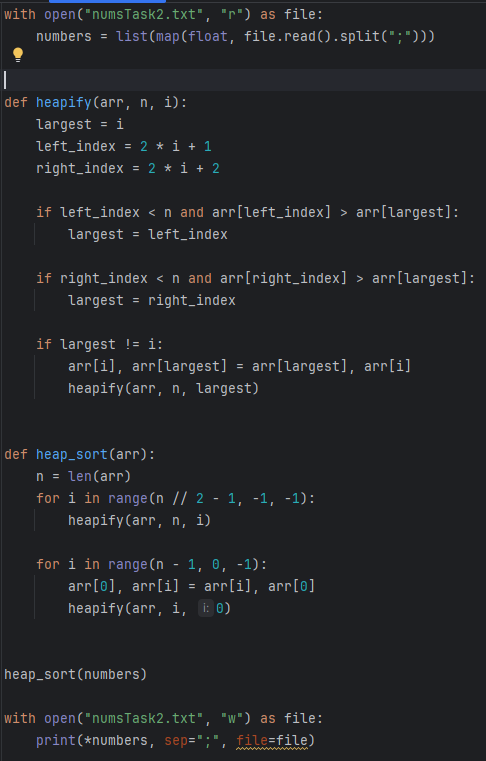 with open("numsTask2.txt", "r") as file:
    numbers = list(map(float, file.read().split(";")))

def heapify(arr, n, i):
    largest = i
    left_index = 2 * i + 1
    right_index = 2 * i + 2

    if left_index < n and arr[left_index] > arr[largest]:
        largest = left_index

    if right_index < n and arr[right_index] > arr[largest]:
        largest = right_index

    if largest != i:
        arr[i], arr[largest] = arr[largest], arr[i]
        heapify(arr, n, largest)


def heap_sort(arr):
    n = len(arr)
    for i in range(n // 2 - 1, -1, -1):
        heapify(arr, n, i)

    for i in range(n - 1, 0, -1):
        arr[0], arr[i] = arr[i], arr[0]
        heapify(arr, i, i: 0)


heap_sort(numbers)

with open("numsTask2.txt", "w") as file:
    print(*numbers, sep=";", file=file)